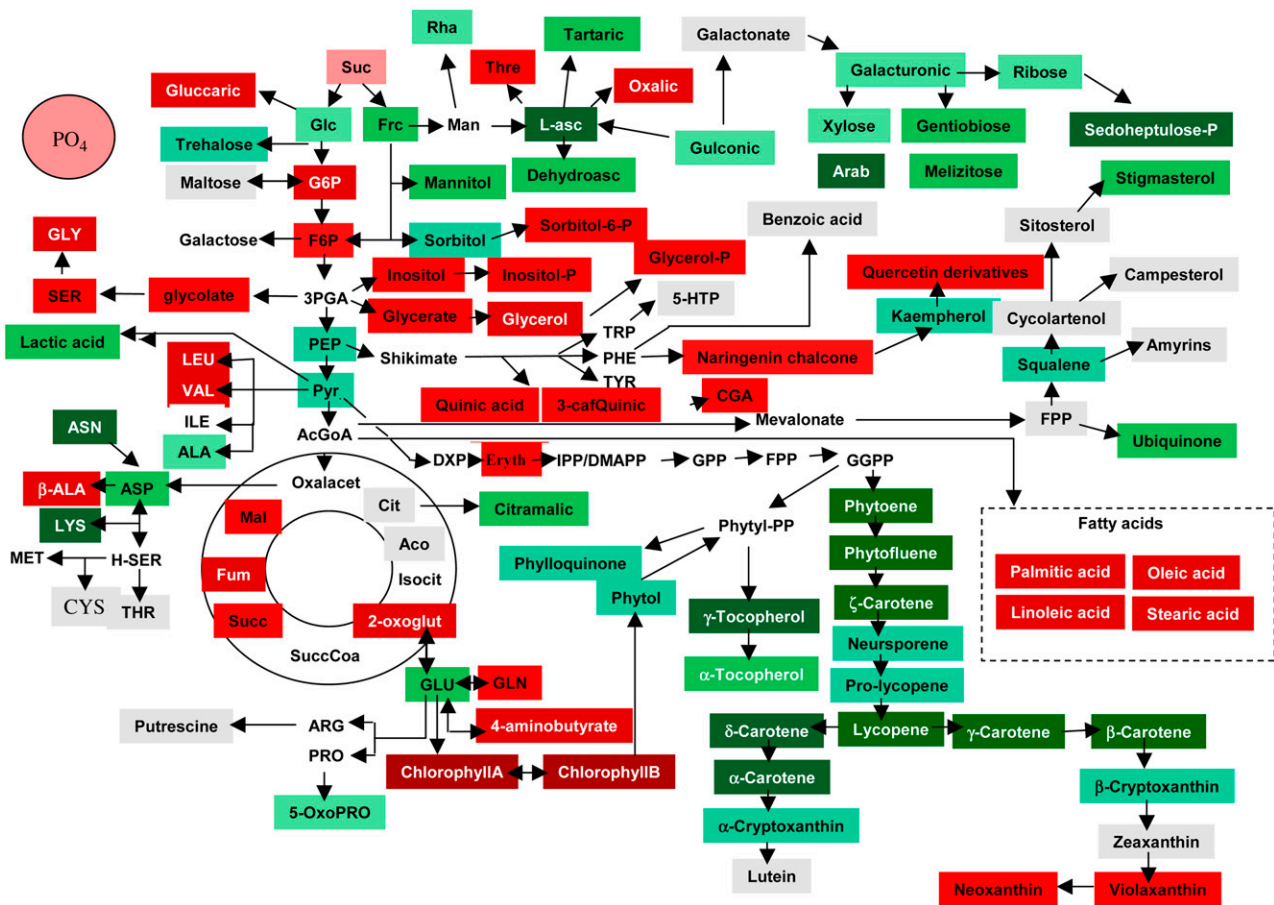 Rha
Tartaric
Galactonate
Suc
Thre
Oxalic
Galacturonic
Ribose
Gluccaric
PO4
Glc
Frc
Man
L-asc
Xylose
Gentiobiose
Sedoheptulose-P
Trehalose
Gulconic
Maltose
G6P
Mannitol
Dehydroasc
Arab
Melizitose
Stigmasterol
GLY
Galactose
F6P
Sorbitol
Sorbitol-6-P
Benzoic acid
Sitosterol
Glycerol-P
SER
glycolate
3PGA
Inositol
Inositol-P
5-HTP
Quercetin derivatives
Campesterol
Glycerate
Glycerol
Kaempherol
Cycolartenol
Lactic acid
PEP
Shikimate
TRP
PHE
TYR
Naringenin chalcone
Amyrins
Squalene
LEU
VAL
Pyr
Quinic acid
3-cafQuinic
CGA
Mevalonate
FPP
ILE
ASN
ALA
AcGoA
Ubiquinone
DXP
Eryth
IPP/DMAPP
GPP
FPP
GGPP
β-ALA
ASP
Oxalacet
Cit
Citramalic
Phytoene
Fatty acids
LYS
Mal
Aco
Phytyl-PP
MET
H-SER
Phylloquinone
Phytofluene
Fum
Isocit
Phytol
Palmitic acid
Oleic acid
CYS
THR
Succ
2-oxoglut
γ-Tocopherol
ζ-Carotene
Linoleic acid
Stearic acid
SuccCoa
Neursporene
GLU
GLN
α-Tocopherol
Pro-lycopene
Putrescine
ARG
4-aminobutyrate
δ-Carotene
Lycopene
γ-Carotene
β-Carotene
PRO
ChlorophyllA
ChlorophyllB
α-Carotene
β-Cryptoxanthin
5-OxoPRO
α-Cryptoxanthin
Zeaxanthin
Lutein
Neoxanthin
Violaxanthin